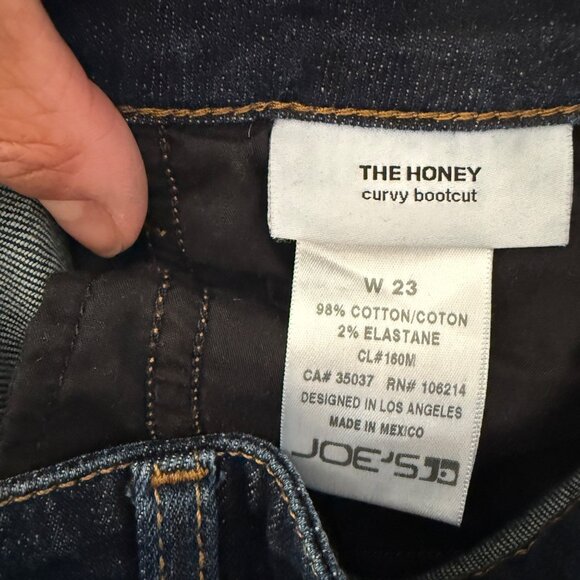 THE HONEY
curvy bootcut
W 23
98% COTTON/COTON
2% ELASTANE
CL#160M
CA# 35037 RN# 106214
DESIGNED IN LOS ANGELES
MADE IN MEXICO
JOE'S